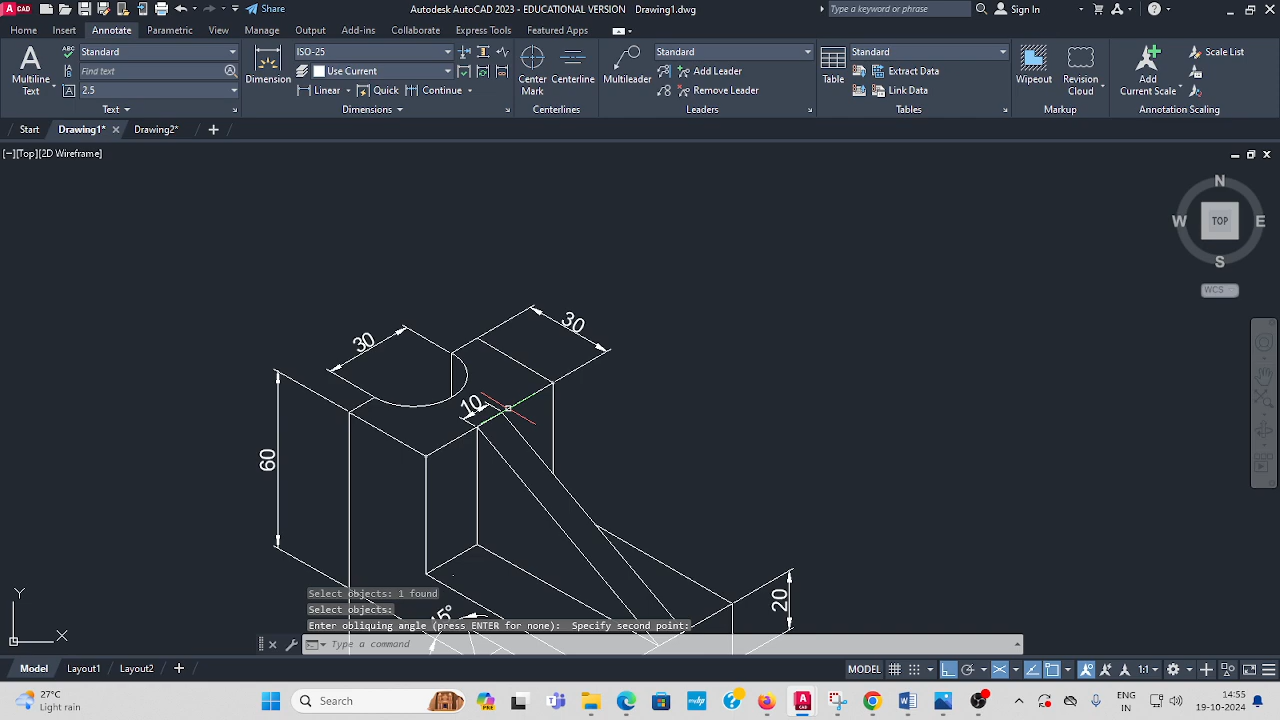 CAD
Share
Autodesk AutoCAD 2023 - EDUCATIONAL VERSION Drawing1.dwg
Type a keyword or phrase
Sign In
Home Insert Annotate Parametric View Manage Output Add-ins Collaborate Express Tools Featured Apps
A
Multiline
Text
ABC Standard
Find text
2.5
Text
Dimension
ISO-25
Use Current
Linear Quick Continue
Dimensions
Center
Mark
Centerline
Centerlines
Multileader
Standard
Add Leader
Remove Leader
Leaders
Table
Standard
Extract Data
Link Data
Tables
Wipeout
Revision
Cloud
Markup
Add
Current Scale
Scale List
Annotation Scaling
Start Drawing1* Drawing2*
[−][Top][2D Wireframe]
N
W TOP E
S
WCS
30
30
10
60
20
15°
Select objects: 1 found
Select objects:
Enter obliquing angle (press ENTER for none): Specify second point:
Type a command
Y
X
Model Layout1 Layout2
MODEL
1:1
27°C
Light rain
Search
PRE
CAD
ENG
IN
14:55
19-10-2024